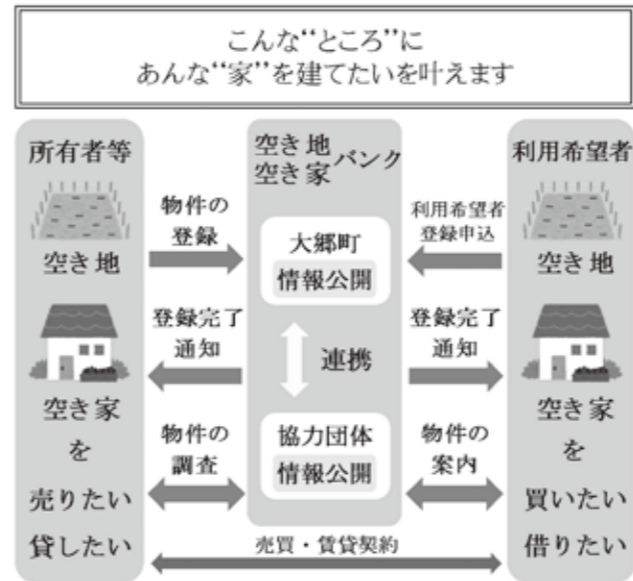 こんな“ところ”に
あんな“家”を建てたいを叶えます
所有者等
空き地
空き家
を
売りたい
貸したい
物件の
登録
登録完了
通知
物件の
調査
空き地
空き家
バンク
大郷町
情報公開
連携
協力団体
情報公開
利用希望者
登録申込
登録完了
通知
物件の
案内
利用希望者
空き地
空き家
を
買いたい
借りたい
売買・賃貸契約